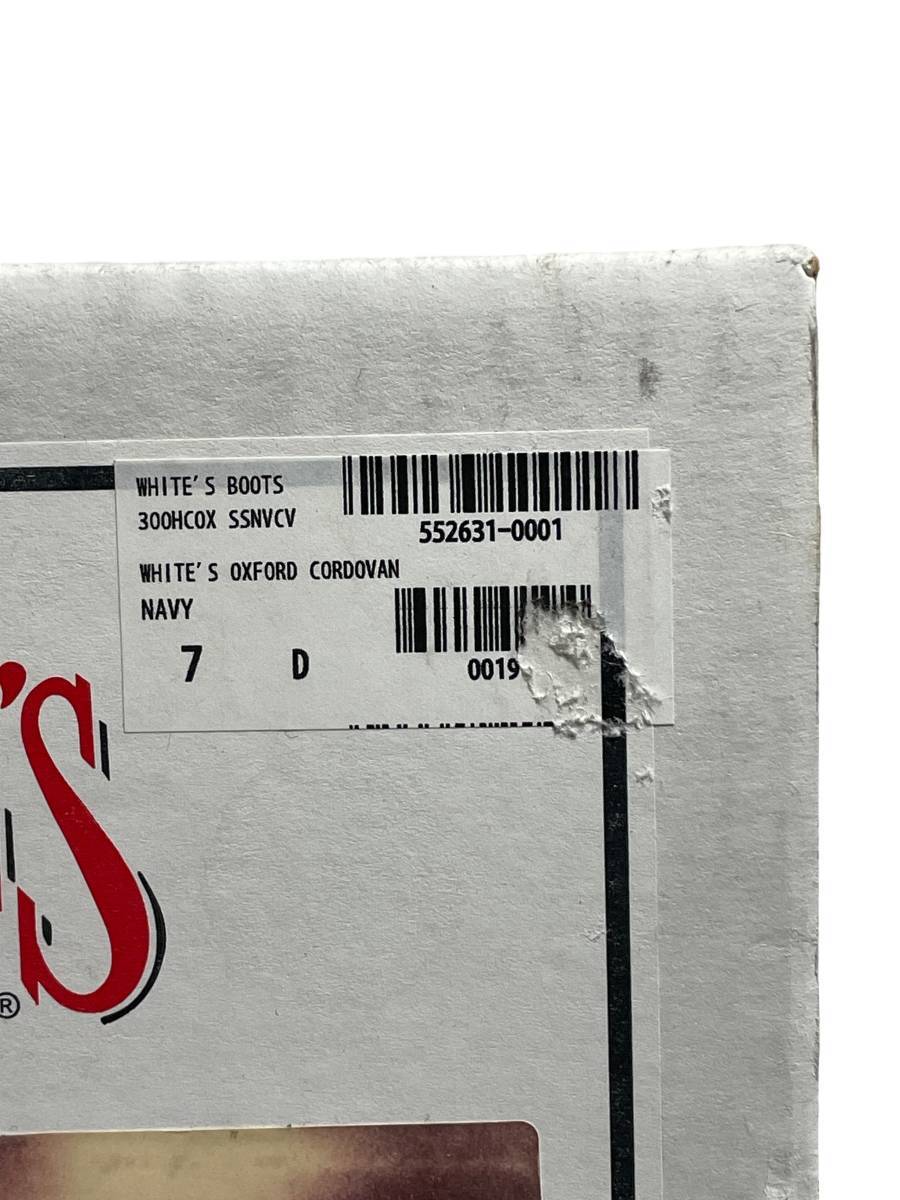 WHITE'S BOOTS
300HCOX SSNVCV
552631-0001
WHITE'S OXFORD CORDOVAN
NAVY
7 D
0019
'S
®